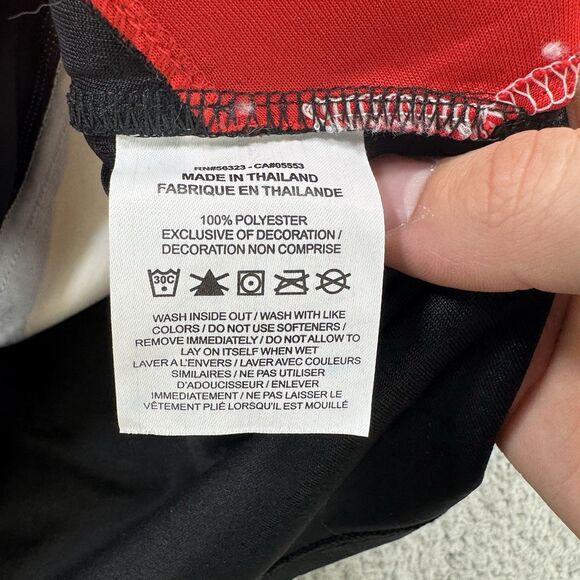 RN#56323 - CA#05553
MADE IN THAILAND
FABRIQUE EN THAILANDE
100% POLYESTER
EXCLUSIVE OF DECORATION /
DECORATION NON COMPRISE
30C
WASH INSIDE OUT / WASH WITH LIKE
COLORS / DO NOT USE SOFTENERS /
REMOVE IMMEDIATELY / DO NOT ALLOW TO
LAY ON ITSELF WHEN WET
LAVER A L'ENVERS / LAVER AVEC COULEURS
SIMILAIRES / NE PAS UTILISER
D'ADOUCISSEUR / ENLEVER
IMMÉDIATEMENT / NE PAS LAISSER LE
VÊTEMENT PLIÉ LORSQU'IL EST MOUILLÉ